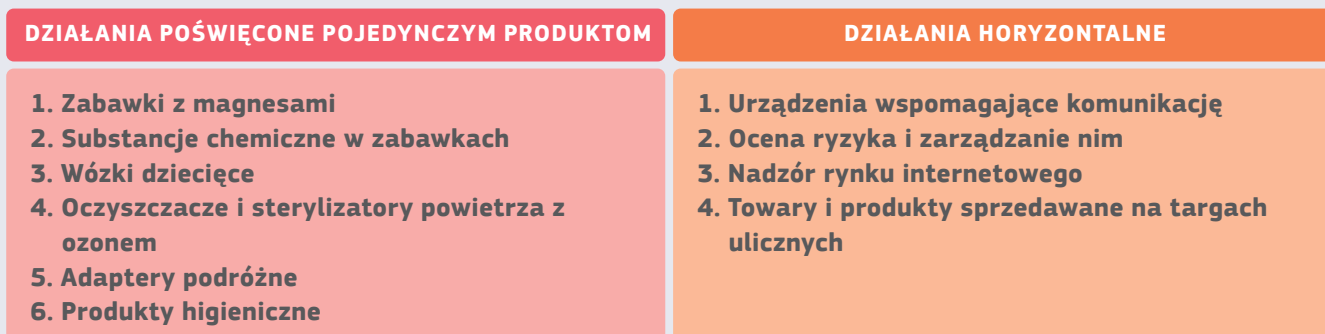 DZIAŁANIA POŚWIĘCONE POJEDYNCZYM PRODUKTOM
1. Zabawki z magnesami
2. Substancje chemiczne w zabawkach
3. Wózki dziecięce
4. Oczyszczacze i sterylizatory powietrza z
ozonem
5. Adaptery podróżne
6. Produkty higieniczne
DZIAŁANIA HORYZONTALNE
1. Urządzenia wspomagające komunikację
2. Ocena ryzyka i zarządzanie nim
3. Nadzór rynku internetowego
4. Towary i produkty sprzedawane na targach
ulicznych